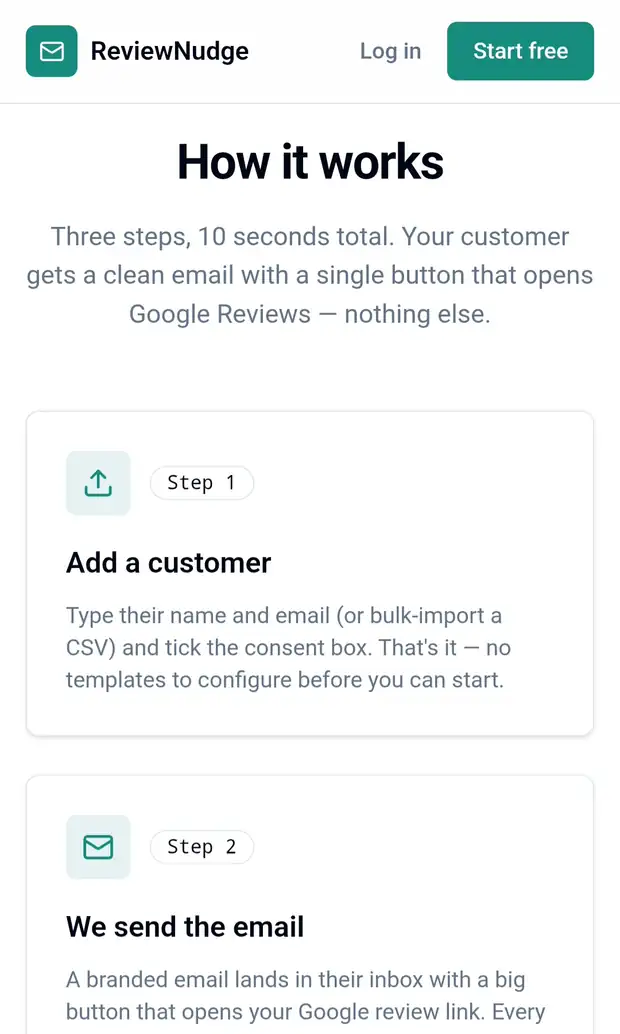 ReviewNudge
Log in
Start free
How it works
Three steps, 10 seconds total. Your customer
gets a clean email with a single button that opens
Google Reviews — nothing else.
Step 1
Add a customer
Type their name and email (or bulk-import a
CSV) and tick the consent box. That's it — no
templates to configure before you can start.
Step 2
We send the email
A branded email lands in their inbox with a big
button that opens your Google review link. Every